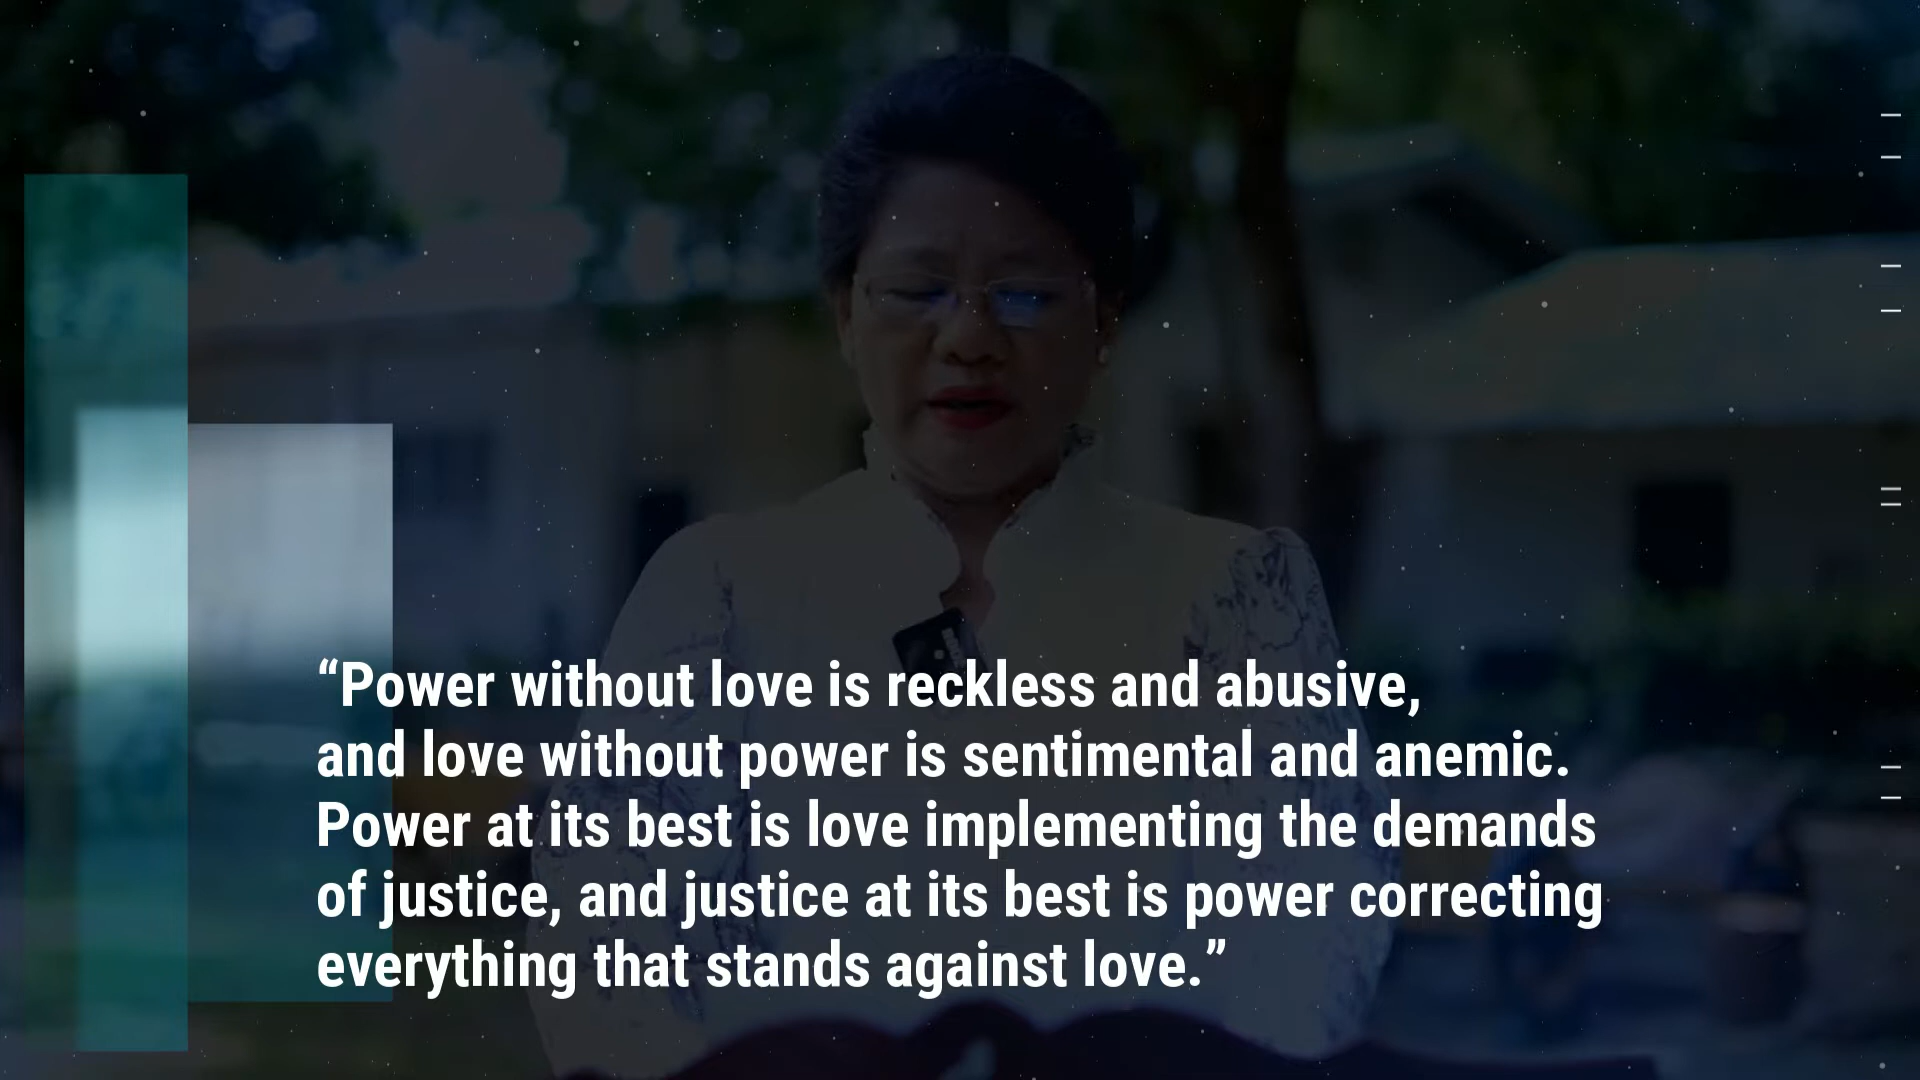 “Power without love is reckless and abusive,
and love without power is sentimental and anemic.
Power at its best is love implementing the demands
of justice, and justice at its best is power correcting
everything that stands against love.”